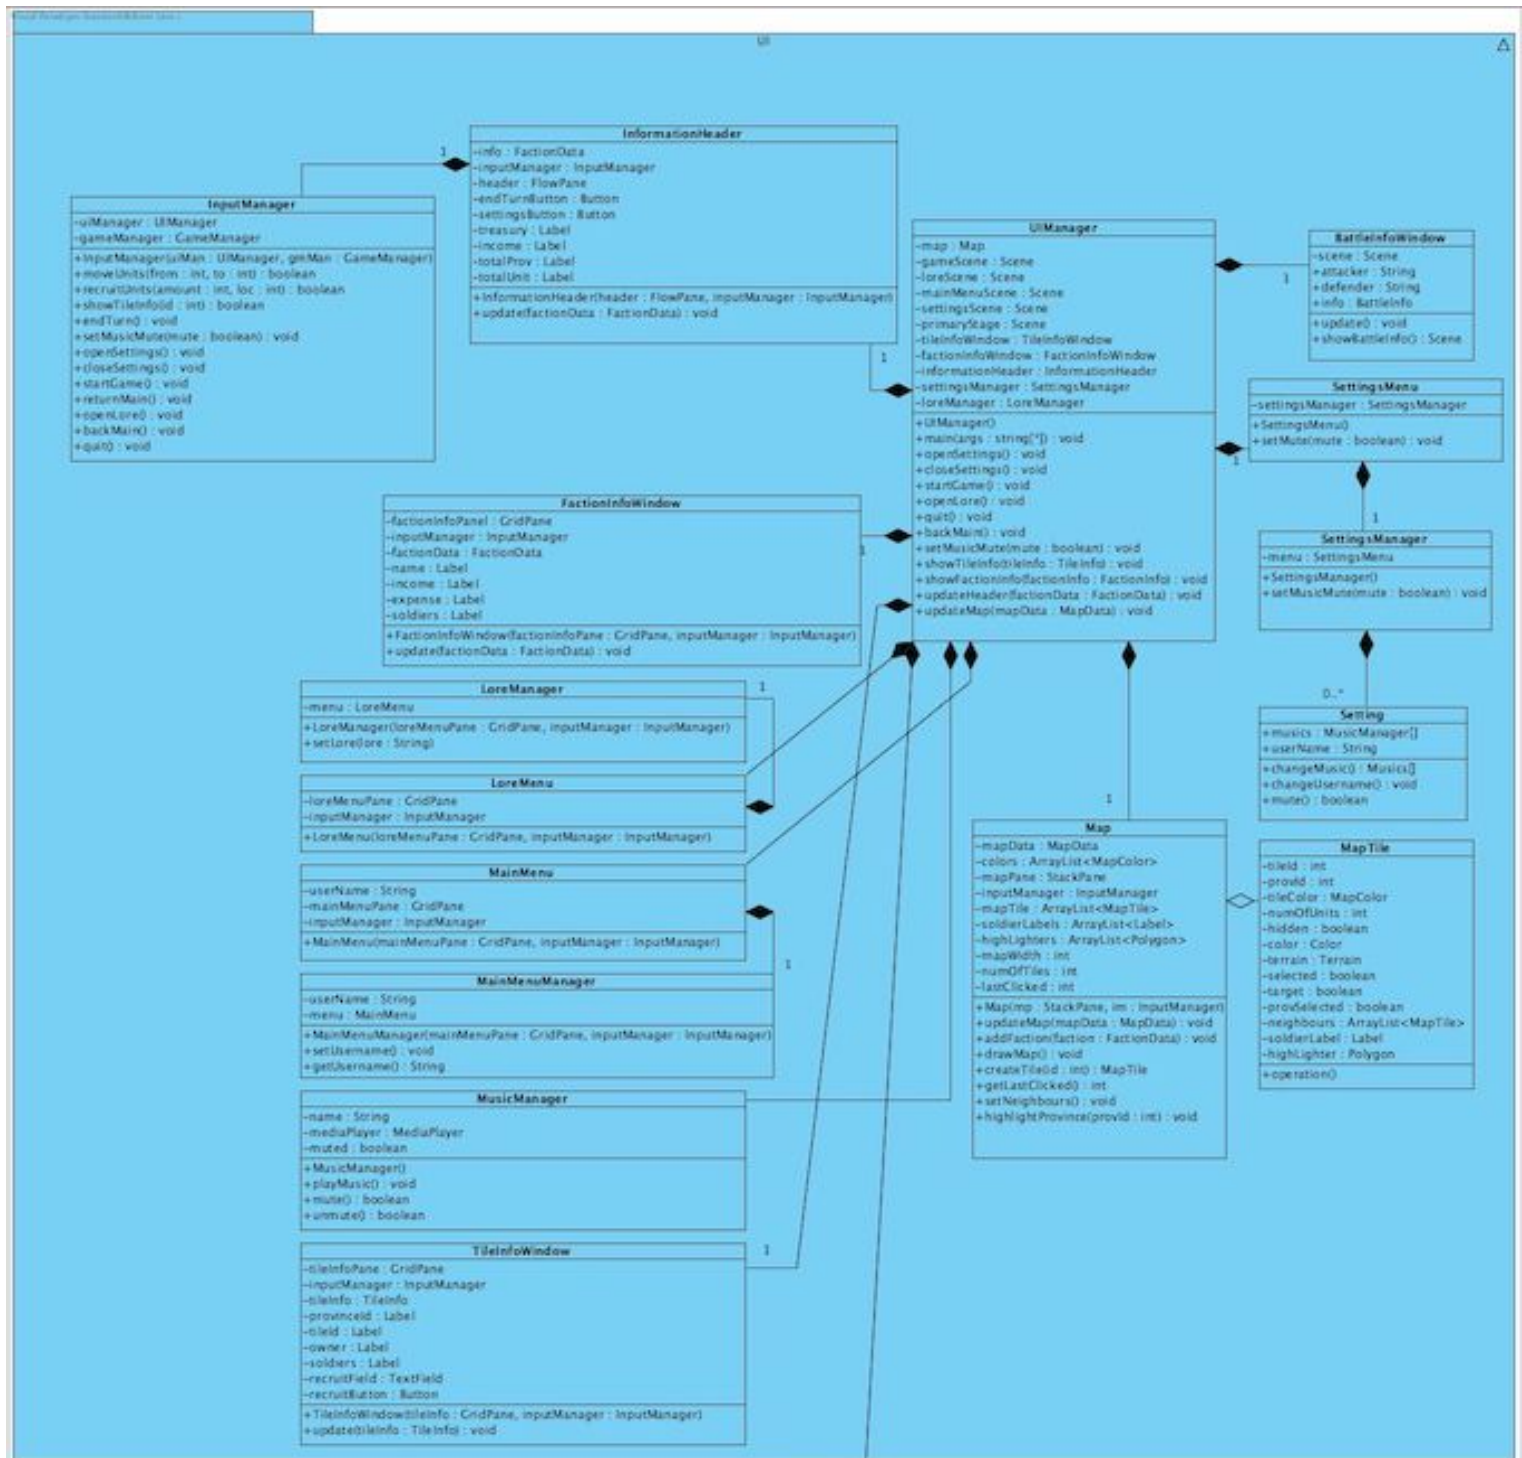 UI
InformationHeader
-info : FactionData
-inputManager : InputManager
-header : FlowPane
-endTurnButton : Button
-settingsButton : Button
-treasury : Label
-income : Label
-totalProv : Label
-totalUnit : Label
+InformationHeader(header : FlowPane, inputManager : InputManager)
+update(factionData : FactionData) : void
1
InputManager
-uiManager : UIManager
-gameManager : GameManager
+InputManager(uiMan : UIManager, gmMan : GameManager)
+moveUnits(from : int, to : int) : boolean
+recruitUnits(amount : int, loc : int) : boolean
+showTileInfo(id : int) : boolean
+endTurn() : void
+setMusicMute(mute : boolean) : void
+openSettings() : void
+closeSettings() : void
+startGame() : void
+returnMain() : void
+openLore() : void
+backMain() : void
+quit() : void
UIManager
-map : Map
-gameScene : Scene
-loreScene : Scene
-mainMenuScene : Scene
-settingsScene : Scene
-primaryStage : Scene
-tileInfoWindow : TileInfoWindow
-factionInfoWindow : FactionInfoWindow
-informationHeader : InformationHeader
-settingsManager : SettingsManager
-loreManager : LoreManager
+UIManager()
+main(args : string[*]) : void
+openSettings() : void
+closeSettings() : void
+startGame() : void
+openLore() : void
+quit() : void
+backMain() : void
+setMusicMute(mute : boolean) : void
+showTileInfo(tileInfo : TileInfo) : void
+showFactionInfo(factionInfo : FactionInfo) : void
+updateHeader(factionData : FactionData) : void
+updateMap(mapData : MapData) : void
1
BattleInfoWindow
-scene : Scene
+attacker : String
+defender : String
+info : BattleInfo
+update() : void
+showBattleInfo() : Scene
1
SettingsMenu
-settingsManager : SettingsManager
+SettingsMenu()
+setMute(mute : boolean) : void
1
1
SettingsManager
-menu : SettingsMenu
+SettingsManager()
+setMusicMute(mute : boolean) : void
0..*
Setting
+musics : MusicManager[]
+userName : String
+changeMusic() : Musics[]
+changeUsername() : void
+mute() : boolean
FactionInfoWindow
-factionInfoPanel : GridPane
-inputManager : InputManager
-factionData : FactionData
-name : Label
-income : Label
-expense : Label
-soldiers : Label
+FactionInfoWindow(factionInfoPane : GridPane, inputManager : InputManager)
+update(factionData : FactionData) : void
1
LoreManager
-menu : LoreMenu
+LoreManager(loreMenuPane : GridPane, inputManager : InputManager)
+setLore(lore : String)
1
LoreMenu
-loreMenuPane : GridPane
-inputManager : InputManager
+LoreMenu(loreMenuPane : GridPane, inputManager : InputManager)
MainMenu
-userName : String
-mainMenuPane : GridPane
-inputManager : InputManager
+MainMenu(mainMenuPane : GridPane, inputManager : InputManager)
1
MainMenuManager
-userName : String
-menu : MainMenu
+MainMenuManager(mainMenuPane : GridPane, inputManager : InputManager)
+setUsername() : void
+getUsername() : String
MusicManager
-name : String
-mediaPlayer : MediaPlayer
-muted : boolean
+MusicManager()
+playMusic() : void
+mute() : boolean
+unmute() : boolean
TileInfoWindow
-tileInfoPane : GridPane
-inputManager : InputManager
-tileInfo : TileInfo
-provinceId : Label
-tileId : Label
-owner : Label
-soldiers : Label
-recruitField : TextField
-recruitButton : Button
+TileInfoWindow(tileInfo : GridPane, inputManager : InputManager)
+update(tileInfo : TileInfo) : void
1
1
Map
-mapData : MapData
-colors : ArrayList<MapColor>
-mapPane : StackPane
-inputManager : InputManager
-mapTile : ArrayList<MapTile>
-soldierLabels : ArrayList<Label>
-highLighters : ArrayList<Polygon>
-mapWidth : int
-numOfTiles : int
-lastClicked : int
+Map(mp : StackPane, im : InputManager)
+updateMap(mapData : MapData) : void
+addFaction(faction : FactionData) : void
+drawMap() : void
+createTile(id : int) : MapTile
+getLastClicked() : int
+setNeighbours() : void
+highlightProvince(provId : int) : void
MapTile
-tileId : int
-provId : int
-tileColor : MapColor
-numOfUnits : int
-hidden : boolean
-color : Color
-terrain : Terrain
-selected : boolean
-target : boolean
-provSelected : boolean
-neighbours : ArrayList<MapTile>
-soldierLabel : Label
-highLighter : Polygon
+operation()